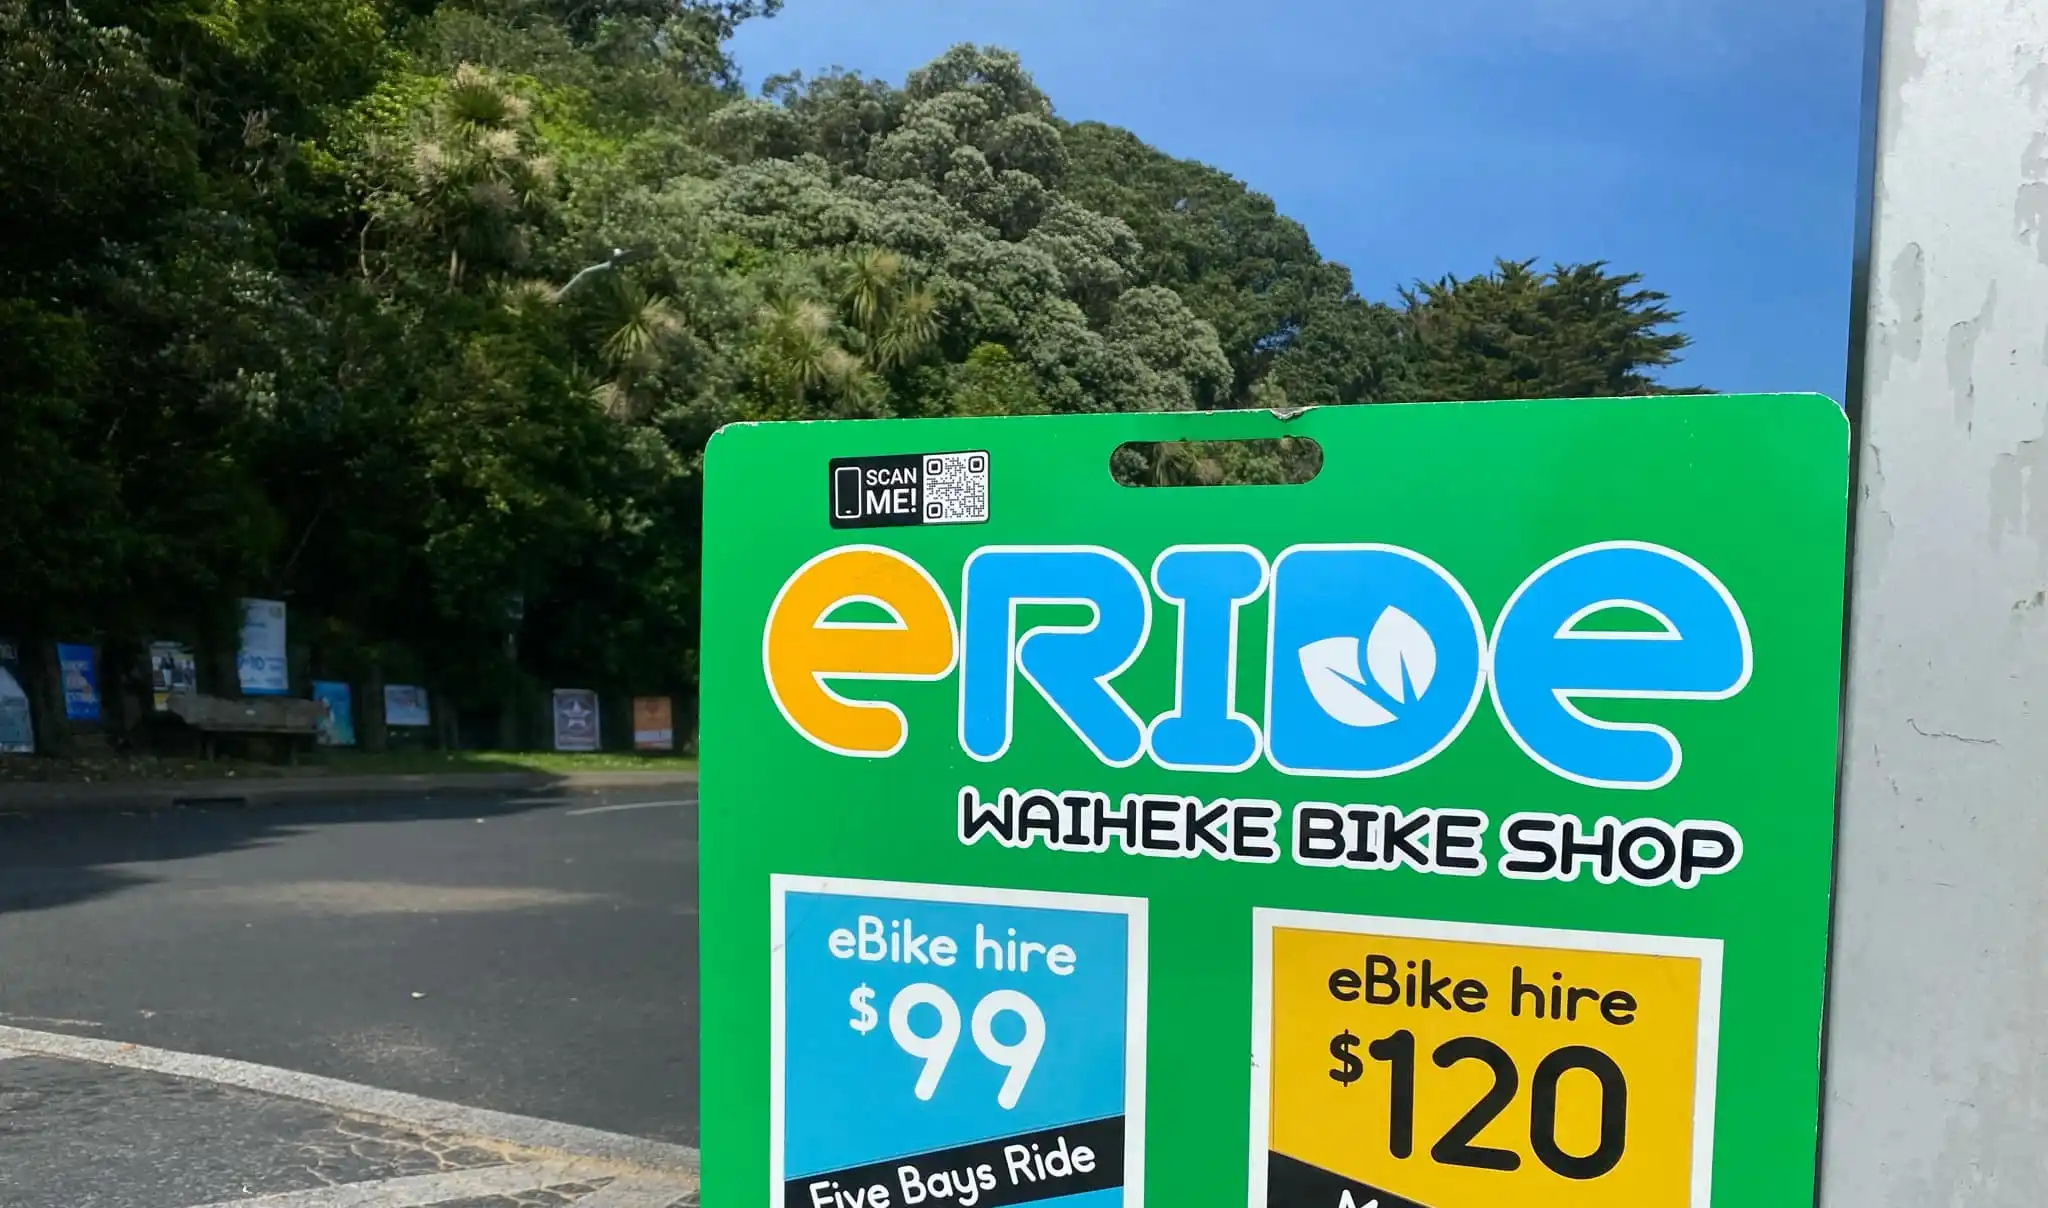 SCAN
ME!
eRIDe
WAIHEKE BIKE SHOP
eBike hire
$99
Five Bays Ride
eBike hire
$120